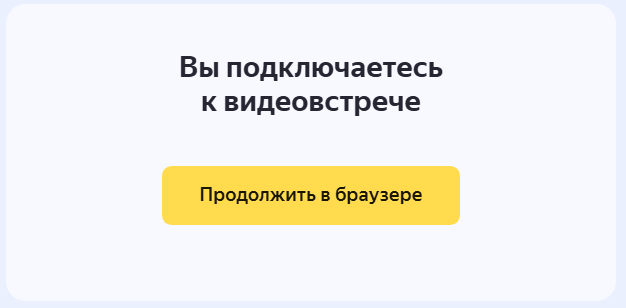 Вы подключаетесь
к видеовстрече
Продолжить в браузере